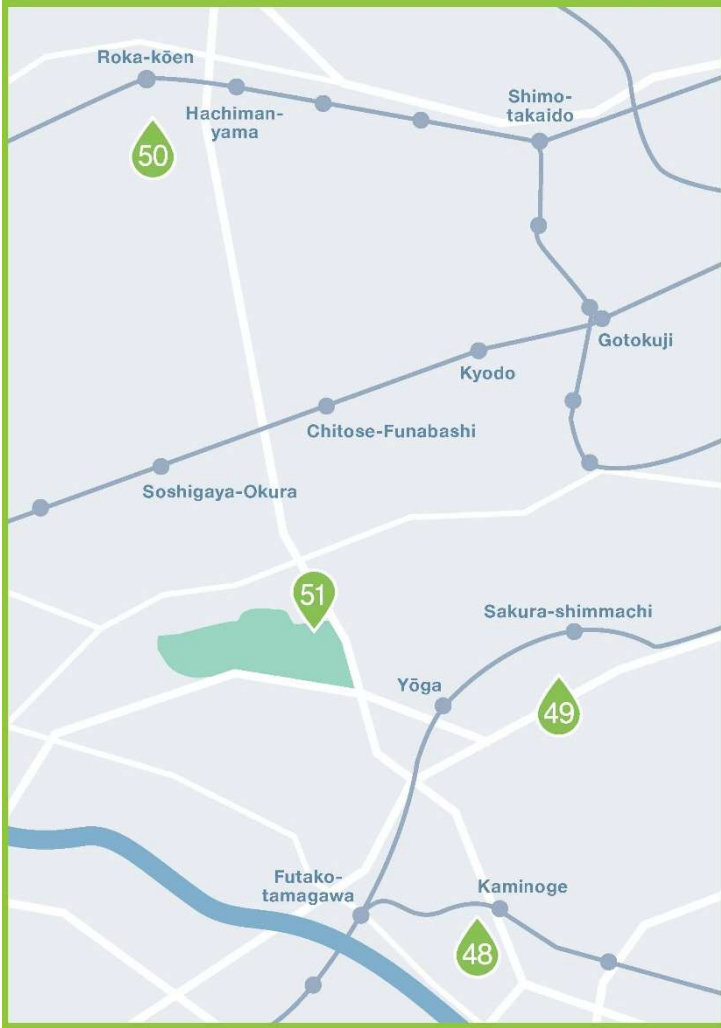 Roka-kōen
Hachiman-
yama
Shimo-
takaido
50
Gotokuji
Kyodo
Chitose-Funabashi
Soshigaya-Okura
51
Sakura-shimmachi
Yōga
49
Futako-
tamagawa
Kaminoge
48